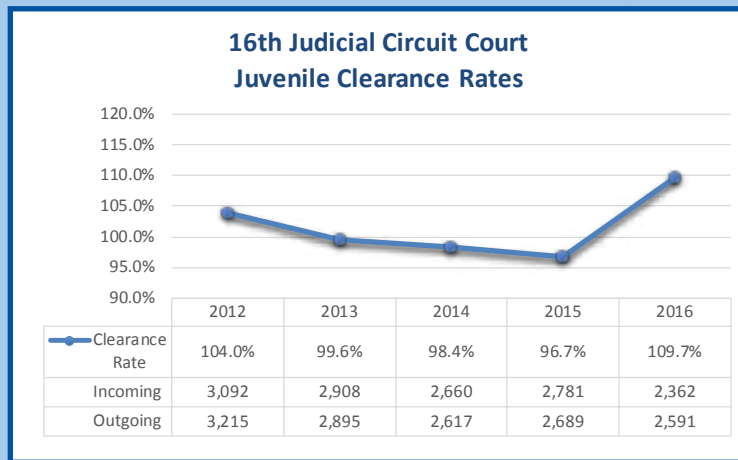 16th Judicial Circuit Court
Juvenile Clearance Rates
120.0%
115.0%
110.0%
105.0%
100.0%
95.0%
90.0%
2012 2013 2014 2015 2016
Clearance Rate 104.0% 99.6% 98.4% 96.7% 109.7%
Incoming 3,092 2,908 2,660 2,781 2,362
Outgoing 3,215 2,895 2,617 2,689 2,591